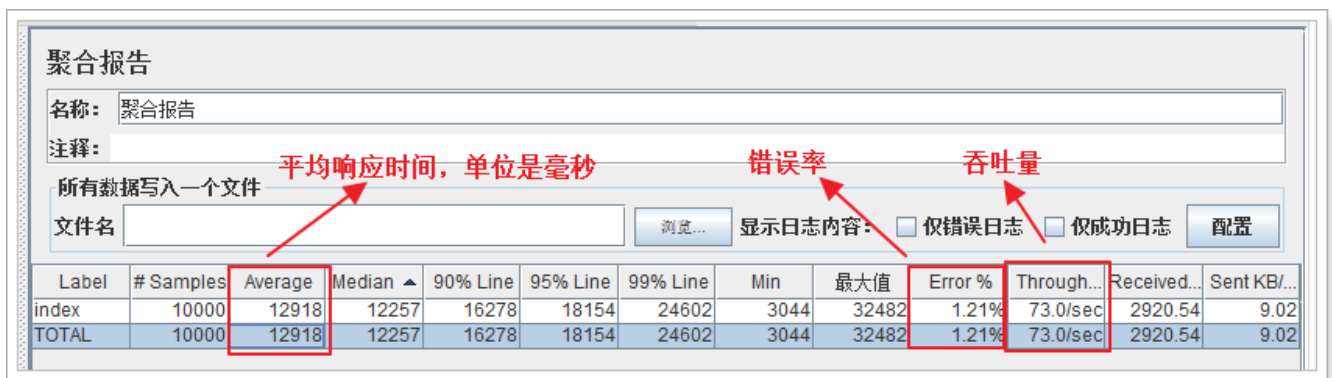 聚合报告
名称: 聚合报告
注释:
平均响应时间，单位是毫秒 错误率 吞吐量
所有数据写入一个文件
文件名 浏览... 显示日志内容: 仅错误日志 仅成功日志 配置
Label # Samples Average Median 90% Line 95% Line 99% Line Min 最大值 Error % Through... Received... Sent KB/...
index 10000 12918 12257 16278 18154 24602 3044 32482 1.21% 73.0/sec 2920.54 9.02
TOTAL 10000 12918 12257 16278 18154 24602 3044 32482 1.21% 73.0/sec 2920.54 9.02